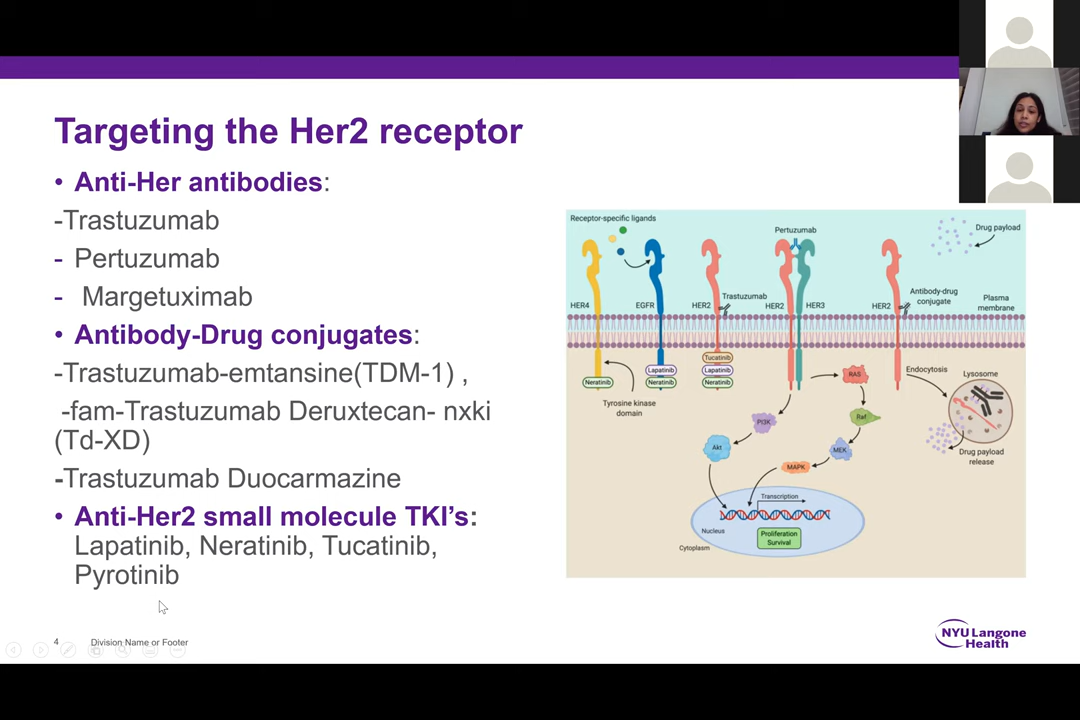 Targeting the Her2 receptor
• Anti-Her antibodies:
-Trastuzumab
- Pertuzumab
- Margetuximab
• Antibody-Drug conjugates:
-Trastuzumab-emtansine(TDM-1) ,
-fam-Trastuzumab Deruxtecan- nxki
(Td-XD)
-Trastuzumab Duocarmazine
• Anti-Her2 small molecule TKI's:
Lapatinib, Neratinib, Tucatinib,
Pyrotinib
Receptor-specific ligands
Pertuzumab
Drug payload
HER4
EGFR
HER2
Trastuzumab
HER2
HER3
HER2
Antibody-drug
conjugate
Plasma
membrane
Neratinib
Lapatinib
Neratinib
Tucatinib
Lapatinib
Neratinib
Tyrosine kinase
domain
RAS
Raf
MEK
MAPK
PI3K
Akt
Endocytosis
Lysosome
Drug payload
release
Transcription
Nucleus
Cytoplasm
Proliferation
Survival
4
Division Name or Footer
NYU Langone
Health